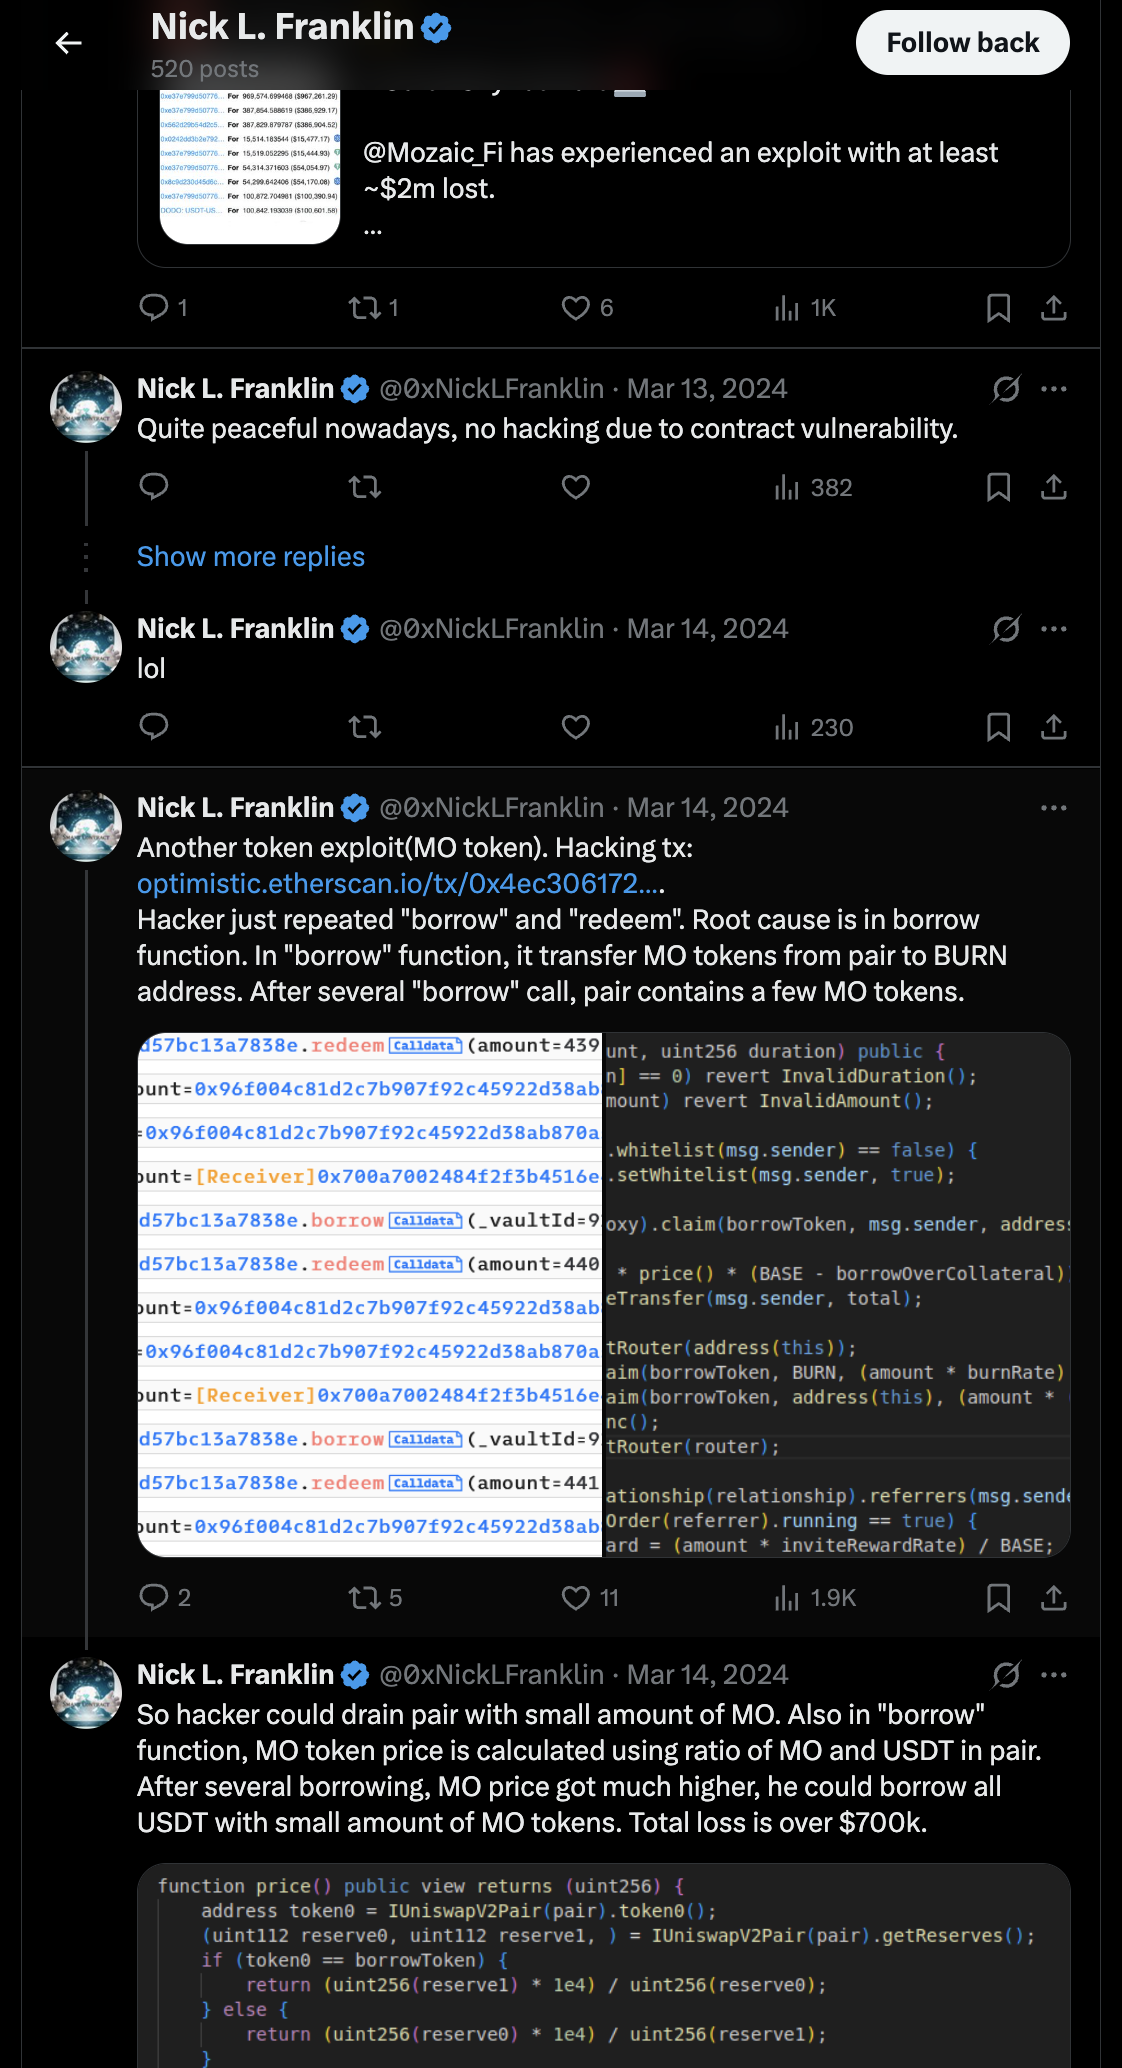 Nick L. Franklin
Follow back
520 posts
0xe37e799d50776... For 969,574.699468 ($967,261.29)
0xe37e799d50776... For 387,854.588619 ($386,929.17)
0x562d29b54d2c5... For 387,829.879787 ($386,904.52)
0x0242dd3b2e792... For 15,514.183544 ($15,477.17)
0xe37e799d50776... For 15,519.052295 ($15,444.93)
0xe37e799d50776... For 54,314.371603 ($54,054.97)
0x8c9d230d45d6c... For 54,299.642406 ($54,170.08)
0xe37e799d50776... For 100,872.704981 ($100,390.94)
DODO: USDT-US... For 100,842.193039 ($100,601.58)
@Mozaic_Fi has experienced an exploit with at least
~$2m lost.
...
1 1 6 1K
Nick L. Franklin @0xNickLFranklin · Mar 13, 2024
Quite peaceful nowadays, no hacking due to contract vulnerability.
382
Show more replies
Nick L. Franklin @0xNickLFranklin · Mar 14, 2024
lol
230
Nick L. Franklin @0xNickLFranklin · Mar 14, 2024
Another token exploit(MO token). Hacking tx:
optimistic.etherscan.io/tx/0x4ec306172....
Hacker just repeated "borrow" and "redeem". Root cause is in borrow
function. In "borrow" function, it transfer MO tokens from pair to BURN
address. After several "borrow" call, pair contains a few MO tokens.
d57bc13a7838e.redeem Calldata (amount=439
ount=0x96f004c81d2c7b907f92c45922d38ab
=0x96f004c81d2c7b907f92c45922d38ab870a
ount=[Receiver]0x700a7002484f2f3b4516e
d57bc13a7838e.borrow Calldata (_vaultId=9
d57bc13a7838e.redeem Calldata (amount=440
ount=0x96f004c81d2c7b907f92c45922d38ab
=0x96f004c81d2c7b907f92c45922d38ab870a
ount=[Receiver]0x700a7002484f2f3b4516e
d57bc13a7838e.borrow Calldata (_vaultId=9
d57bc13a7838e.redeem Calldata (amount=441
ount=0x96f004c81d2c7b907f92c45922d38ab
unt, uint256 duration) public {
n] == 0) revert InvalidDuration();
mount) revert InvalidAmount();
.whitelist(msg.sender) == false) {
.setWhitelist(msg.sender, true);
oxy).claim(borrowToken, msg.sender, address
* price() * (BASE - borrowOverCollateral))
eTransfer(msg.sender, total);
tRouter(address(this));
aim(borrowToken, BURN, (amount * burnRate)
aim(borrowToken, address(this), (amount *
nc();
tRouter(router);
ationship(relationship).referrers(msg.sende
Order(referrer).running == true) {
ard = (amount * inviteRewardRate) / BASE;
2 5 11 1.9K
Nick L. Franklin @0xNickLFranklin · Mar 14, 2024
So hacker could drain pair with small amount of MO. Also in "borrow"
function, MO token price is calculated using ratio of MO and USDT in pair.
After several borrowing, MO price got much higher, he could borrow all
USDT with small amount of MO tokens. Total loss is over $700k.
function price() public view returns (uint256) {
address token0 = IUniswapV2Pair(pair).token0();
(uint112 reserve0, uint112 reserve1, ) = IUniswapV2Pair(pair).getReserves();
if (token0 == borrowToken) {
return (uint256(reserve1) * 1e4) / uint256(reserve0);
} else {
return (uint256(reserve0) * 1e4) / uint256(reserve1);
}